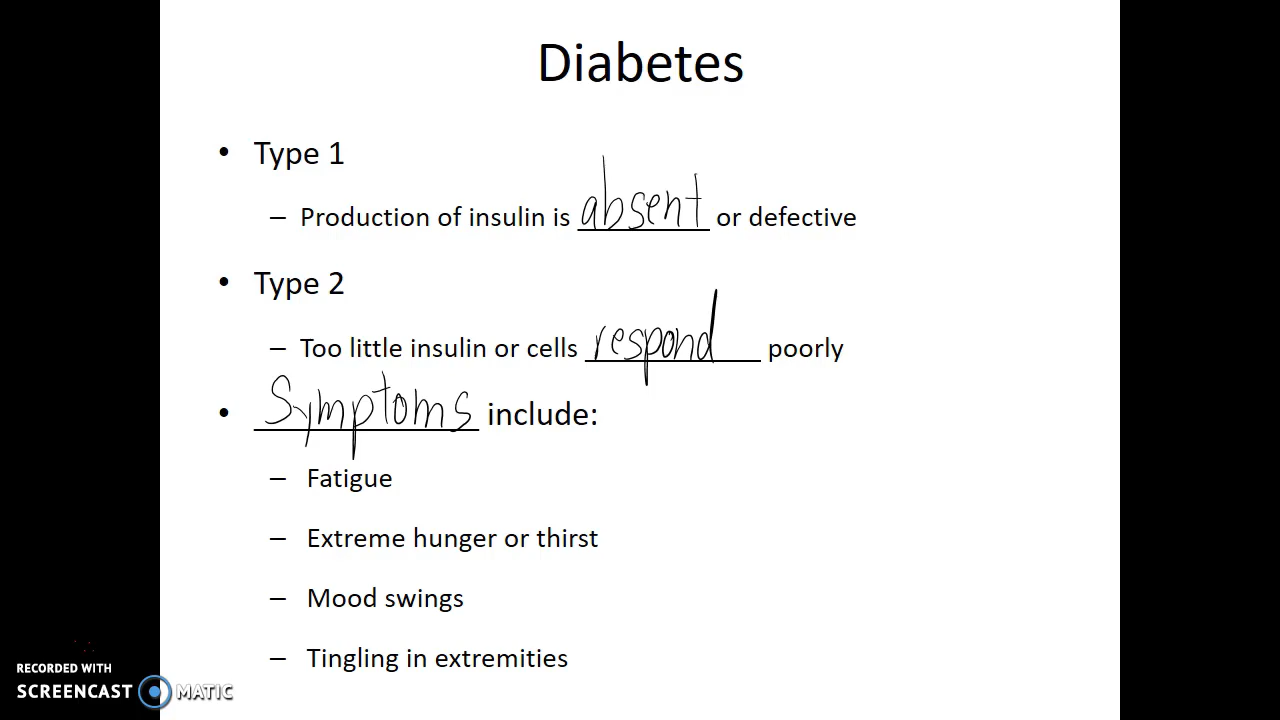 Diabetes
• Type 1
– Production of insulin is absent or defective
• Type 2
– Too little insulin or cells respond poorly
• Symptoms include:
– Fatigue
– Extreme hunger or thirst
– Mood swings
– Tingling in extremities
RECORDED WITH
SCREENCAST MATIC